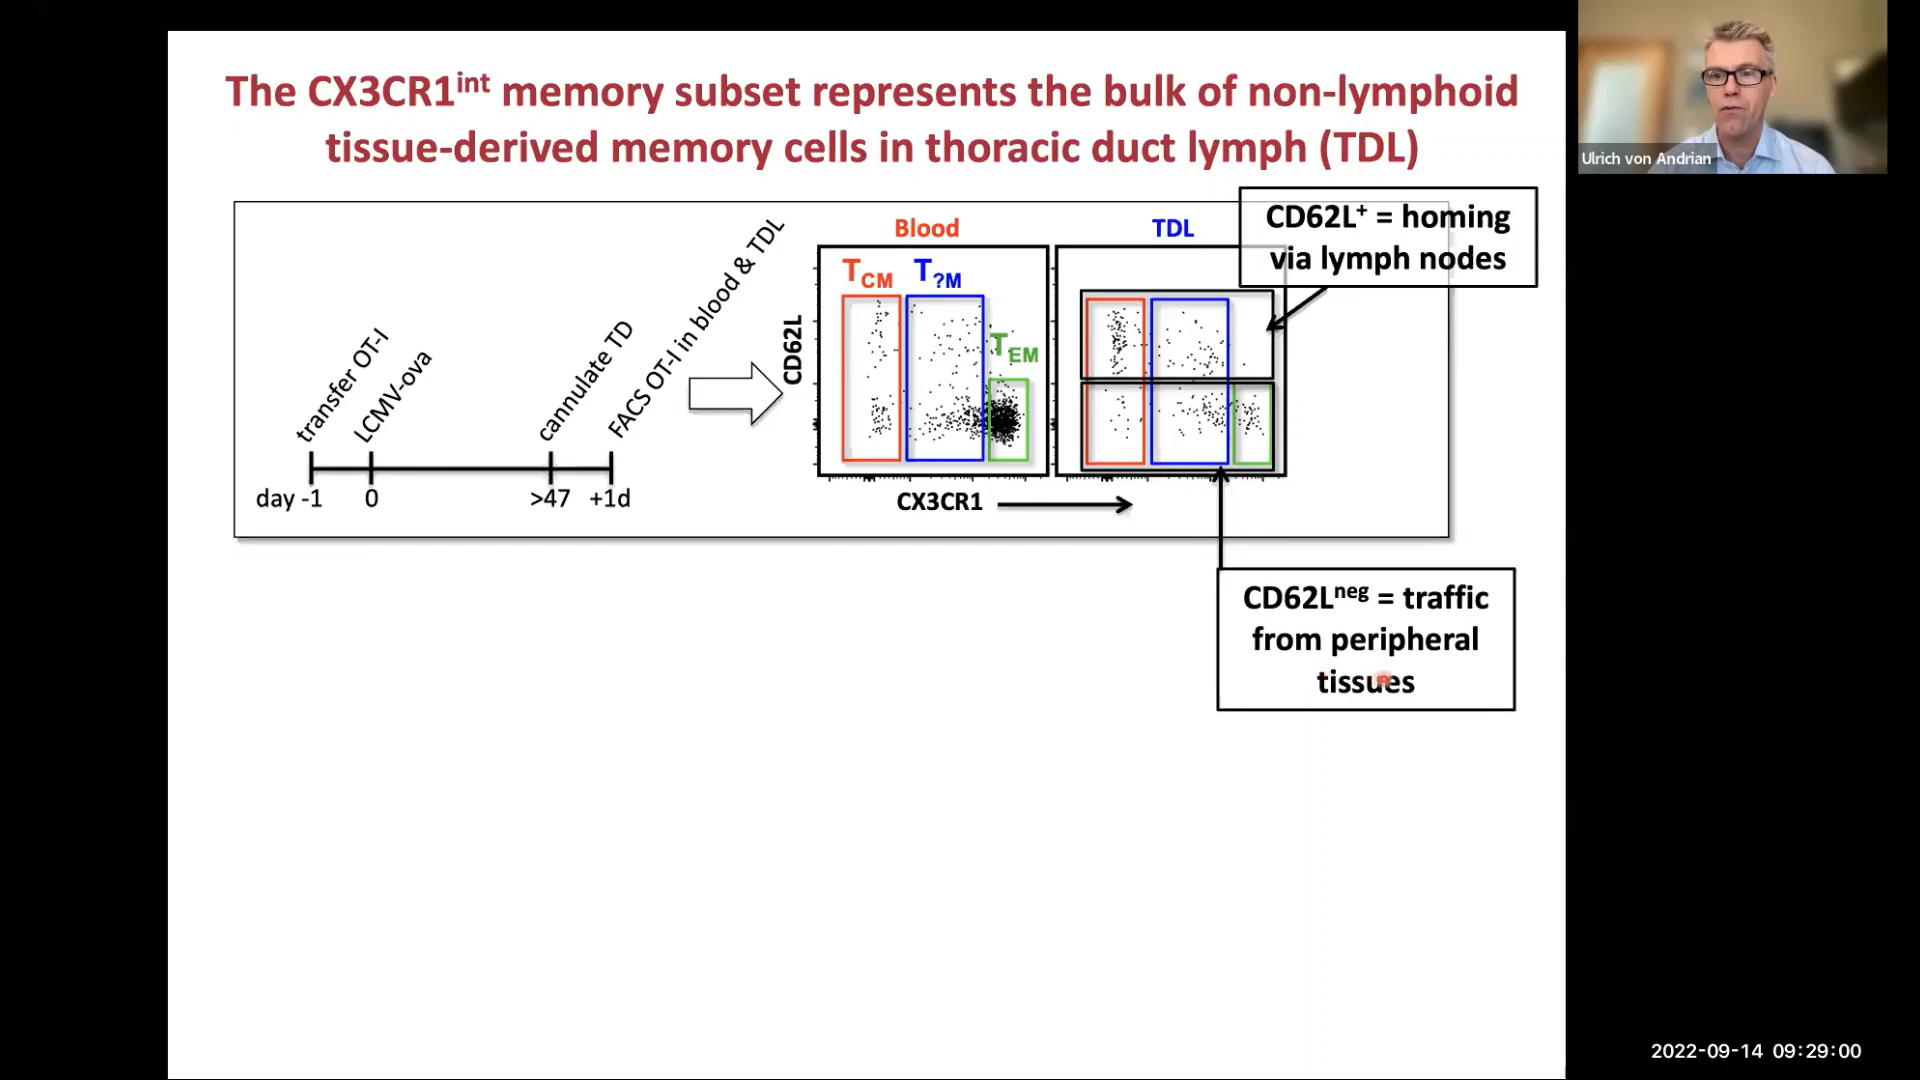 The CX3CR1int memory subset represents the bulk of non-lymphoid
tissue-derived memory cells in thoracic duct lymph (TDL)
Ulrich von Andrian
transfer OT-I
LCMV-ova
cannulate TD
FACS OT-I in blood & TDL
day -1
0
>47
+1d
Blood
TDL
TCM
T?M
TEM
CD62L
CX3CR1
CD62L+ = homing
via lymph nodes
CD62Lneg = traffic
from peripheral
tissues
2022-09-14 09:29:00